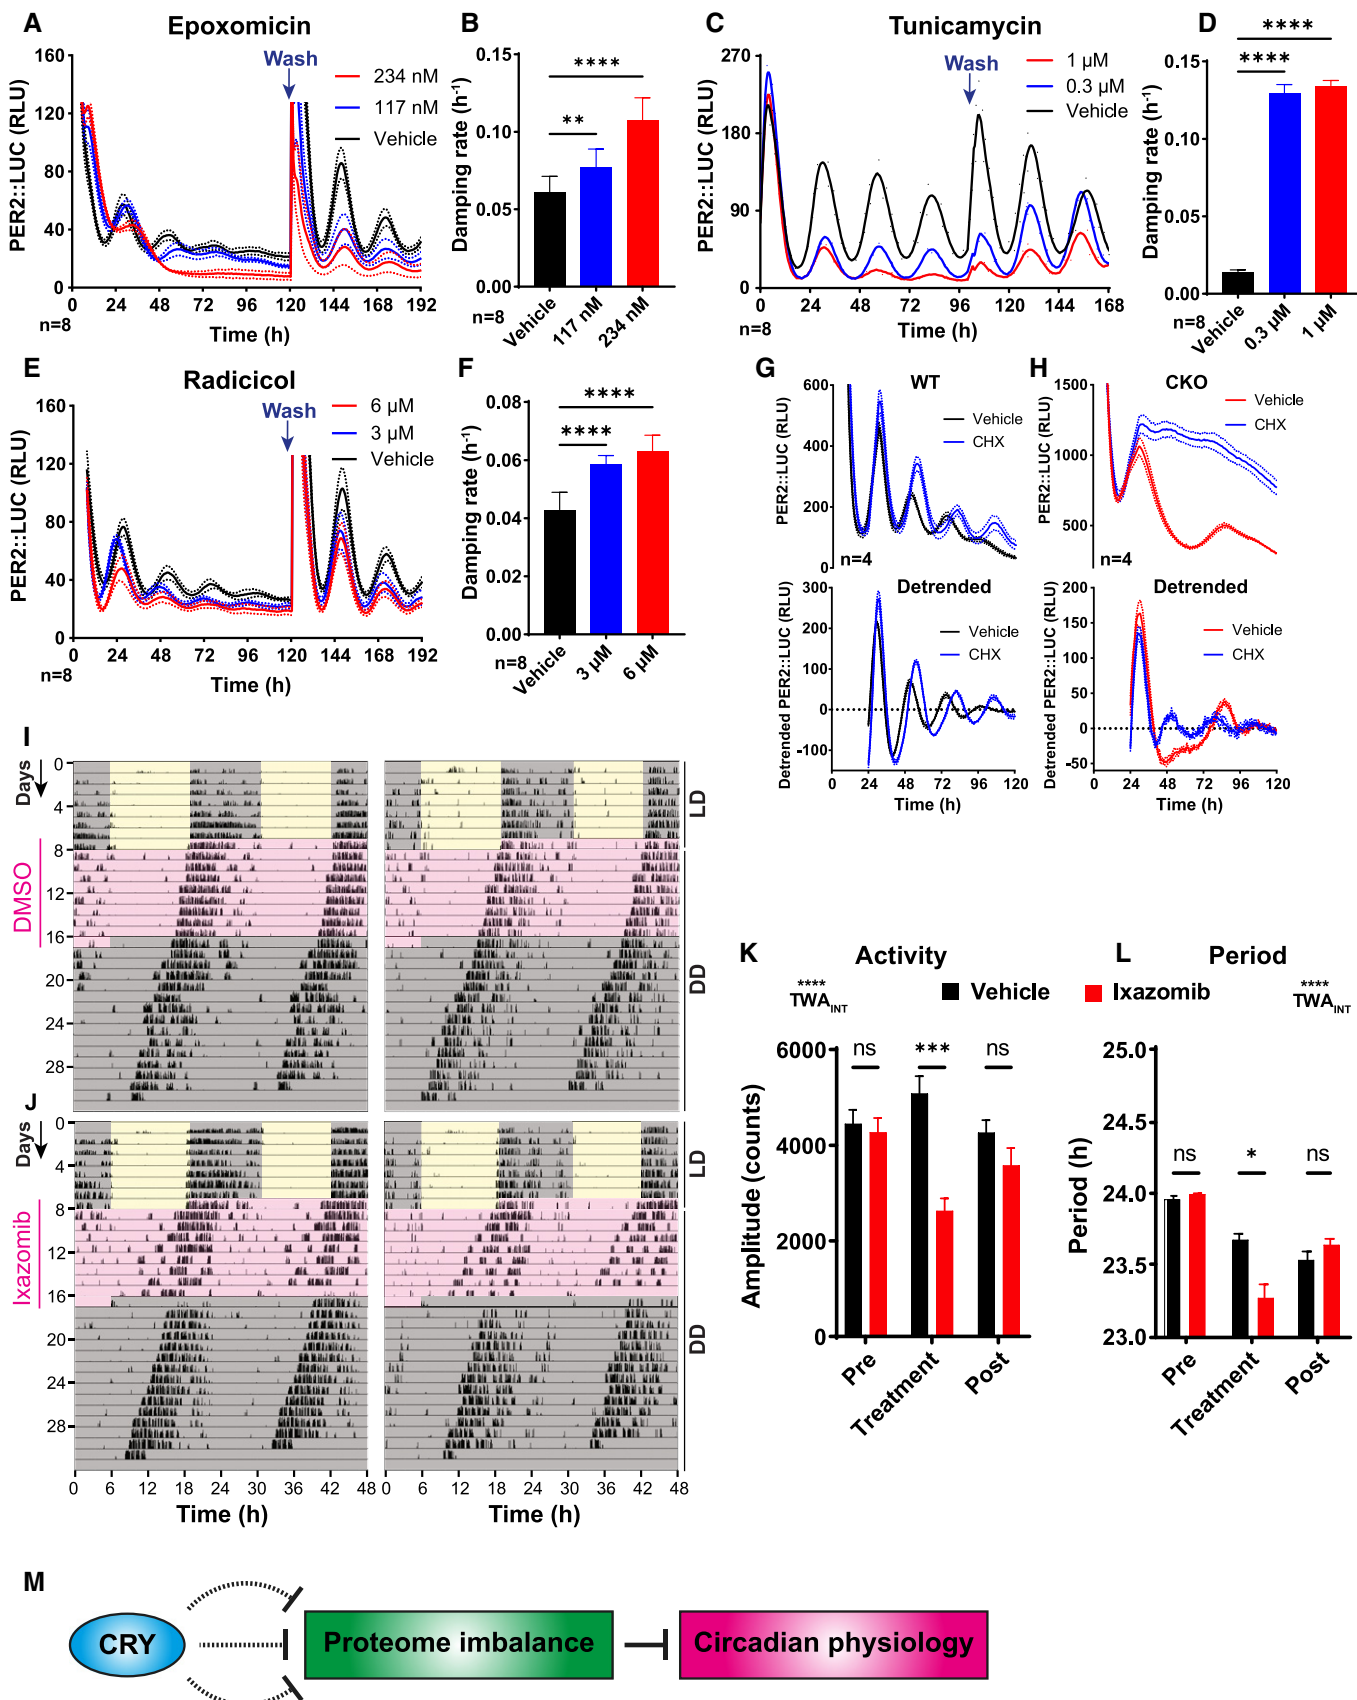 A Epoxomicin
160
120
80
40
0
PER2::LUC (RLU)
Wash
234 nM
117 nM
Vehicle
0 24 48 72 96 120 144 168 192
n=8
Time (h)
B
0.15
0.10
0.05
0.00
Damping rate (h-1)
****
**
n=8
Vehicle 117 nM 234 nM
C Tunicamycin
270
180
90
0
PER2::LUC (RLU)
Wash
1 µM
0.3 µM
Vehicle
0 24 48 72 96 120 144 168
n=8
Time (h)
D
****
****
0.15
0.10
0.05
0.00
Damping rate (h-1)
n=8
Vehicle 0.3 µM 1 µM
E Radicicol
160
120
80
40
0
PER2::LUC (RLU)
Wash
6 µM
3 µM
Vehicle
0 24 48 72 96 120 144 168 192
n=8
Time (h)
F
0.08
0.06
0.04
0.02
0.00
Damping rate (h-1)
****
****
n=8
Vehicle 3 µM 6 µM
G WT
600
400
200
0
PER2::LUC (RLU)
Vehicle
CHX
n=4
Detrended
300
200
100
0
-100
Detrended PER2::LUC (RLU)
Vehicle
CHX
0 24 48 72 96 120
Time (h)
H CKO
1500
1000
500
PER2::LUC (RLU)
Vehicle
CHX
n=4
Detrended
200
150
100
50
0
-50
Detrended PER2::LUC (RLU)
Vehicle
CHX
0 24 48 72 96 120
Time (h)
I
Days
0
4
8
12
16
20
24
28
DMSO
LD
DD
J
Days
0
4
8
12
16
20
24
28
Ixazomib
LD
DD
0 6 12 18 24 30 36 42 48
Time (h)
0 6 12 18 24 30 36 42 48
Time (h)
K Activity
****
TWAINT
Vehicle
Ixazomib
6000
4000
2000
0
Amplitude (counts)
ns
***
ns
Pre Treatment Post
L Period
****
TWAINT
25.0
24.5
24.0
23.5
23.0
Period (h)
ns
*
ns
Pre Treatment Post
M
CRY
Proteome imbalance
Circadian physiology